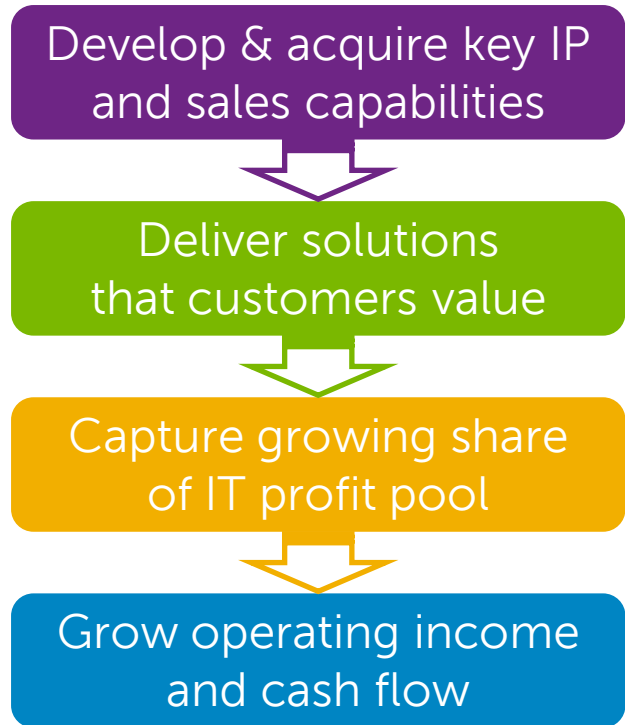 Develop & acquire key IP
and sales capabilities
Deliver solutions
that customers value
Capture growing share
of IT profit pool
Grow operating income
and cash flow